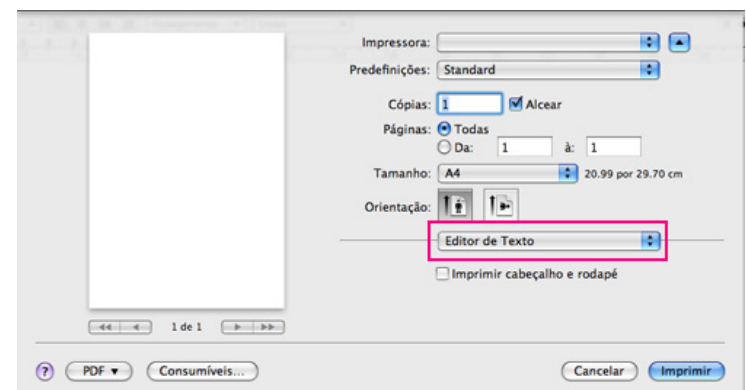 Impressora:
Predefinições: Standard
Cópias: 1 Alcear
Páginas: Todas
Da: 1 à: 1
Tamanho: A4 20.99 por 29.70 cm
Orientação:
Editor de Texto
Imprimir cabeçalho e rodapé
1 de 1
? PDF Consumíveis... Cancelar Imprimir